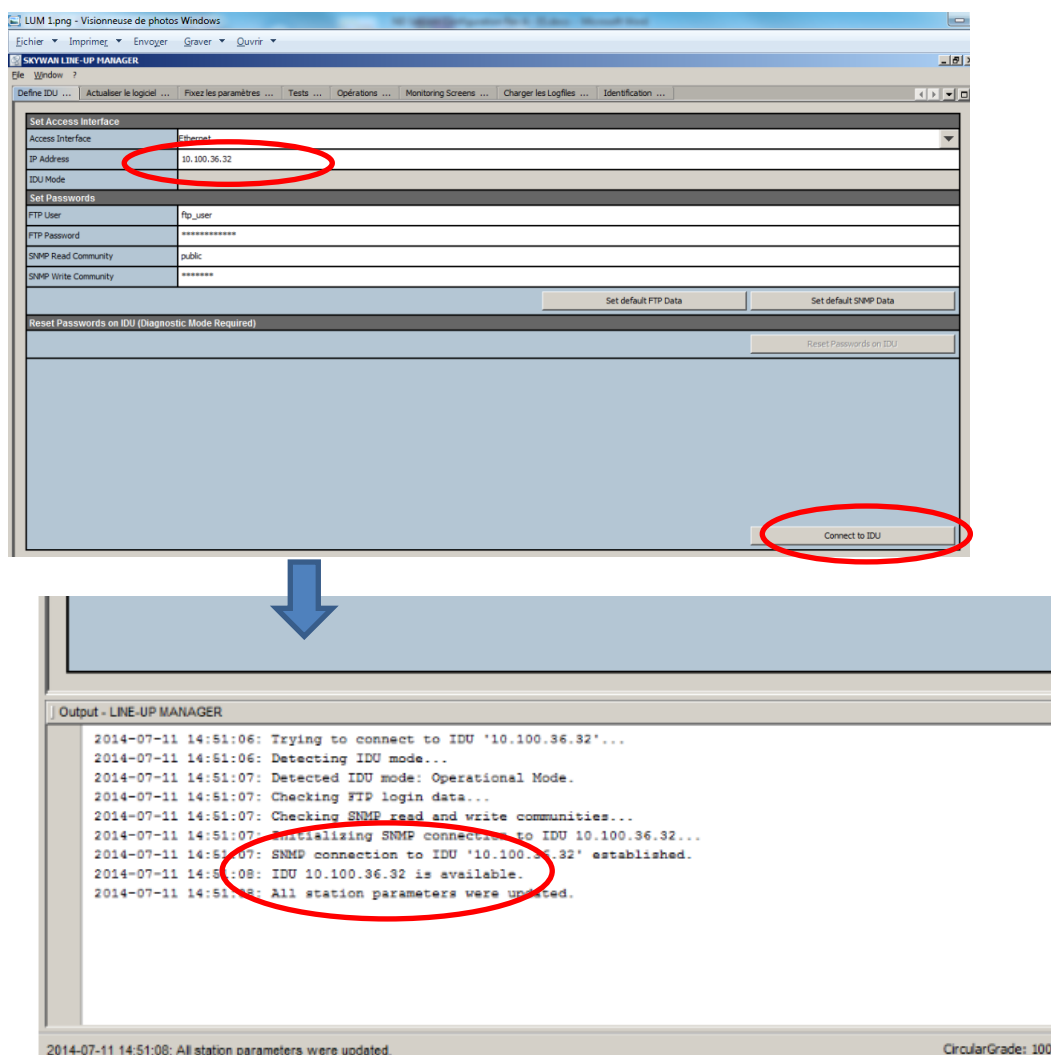 LUM 1.png - Visionneuse de photos Windows
Fichier Imprimer Envoyer Graver Ouvrir
SKYWAN LINE-UP MANAGER
File Window ?
Define IDU ... Actualiser le logiciel ... Fixez les paramètres ... Tests ... Opérations ... Monitoring Screens ... Charger les Logfiles ... Identification ...
Set Access Interface
Access Interface Ethernet
IP Address 10.100.36.32
IDU Mode
Set Passwords
FTP User ftp_user
FTP Password ************
SNMP Read Community public
SNMP Write Community *******
Set default FTP Data Set default SNMP Data
Reset Passwords on IDU (Diagnostic Mode Required)
Reset Passwords on IDU
Connect to IDU
Output - LINE-UP MANAGER
2014-07-11 14:51:06: Trying to connect to IDU '10.100.36.32'...
2014-07-11 14:51:06: Detecting IDU mode...
2014-07-11 14:51:07: Detected IDU mode: Operational Mode.
2014-07-11 14:51:07: Checking FTP login data...
2014-07-11 14:51:07: Checking SNMP read and write communities...
2014-07-11 14:51:07: Initializing SNMP connection to IDU 10.100.36.32...
2014-07-11 14:51:07: SNMP connection to IDU '10.100.36.32' established.
2014-07-11 14:51:08: IDU 10.100.36.32 is available.
2014-07-11 14:51:08: All station parameters were updated.
2014-07-11 14:51:08: All station parameters were updated. CircularGrade: 100